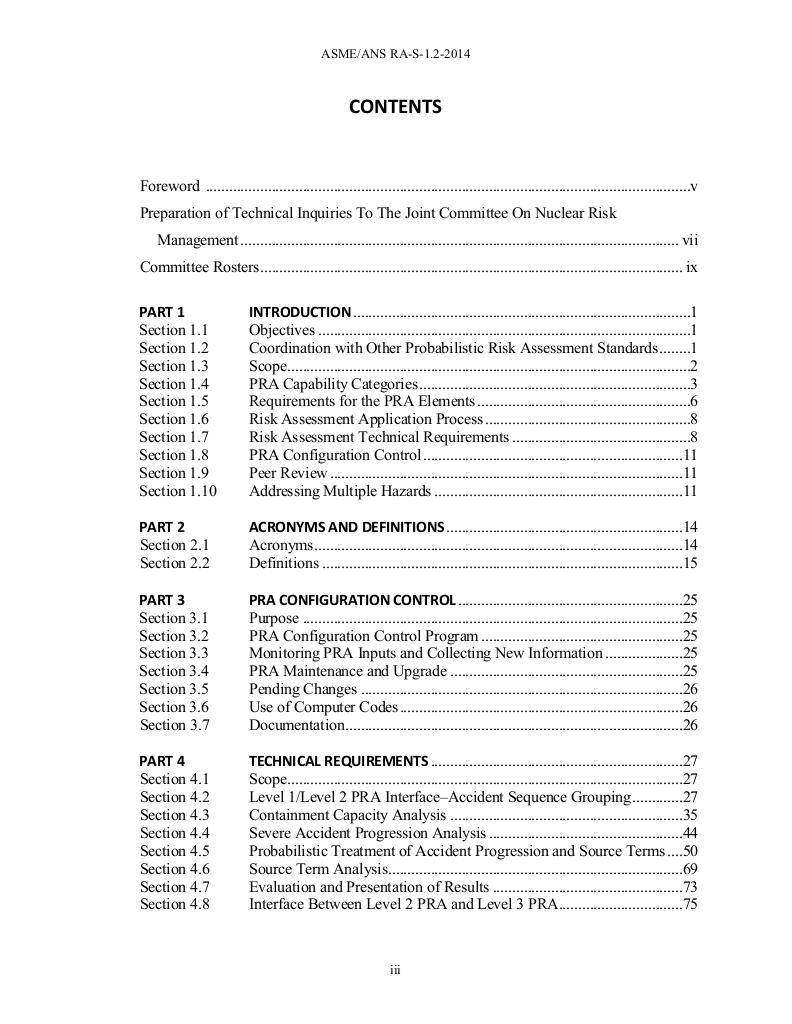 ASME/ANS RA-S-1.2-2014
CONTENTS
Foreword ..............................................................................................................................v
Preparation of Technical Inquiries To The Joint Committee On Nuclear Risk
Management................................................................................................................. vii
Committee Rosters............................................................................................................. ix
PART 1 INTRODUCTION.......................................................................................1
Section 1.1 Objectives ................................................................................................1
Section 1.2 Coordination with Other Probabilistic Risk Assessment Standards........1
Section 1.3 Scope........................................................................................................2
Section 1.4 PRA Capability Categories......................................................................3
Section 1.5 Requirements for the PRA Elements.......................................................6
Section 1.6 Risk Assessment Application Process.....................................................8
Section 1.7 Risk Assessment Technical Requirements ..............................................8
Section 1.8 PRA Configuration Control...................................................................11
Section 1.9 Peer Review ...........................................................................................11
Section 1.10 Addressing Multiple Hazards ................................................................11
PART 2 ACRONYMS AND DEFINITIONS.............................................................14
Section 2.1 Acronyms...............................................................................................14
Section 2.2 Definitions .............................................................................................15
PART 3 PRA CONFIGURATION CONTROL..........................................................25
Section 3.1 Purpose ..................................................................................................25
Section 3.2 PRA Configuration Control Program ....................................................25
Section 3.3 Monitoring PRA Inputs and Collecting New Information....................25
Section 3.4 PRA Maintenance and Upgrade ............................................................25
Section 3.5 Pending Changes ...................................................................................26
Section 3.6 Use of Computer Codes.........................................................................26
Section 3.7 Documentation.......................................................................................26
PART 4 TECHNICAL REQUIREMENTS .................................................................27
Section 4.1 Scope......................................................................................................27
Section 4.2 Level 1/Level 2 PRA Interface–Accident Sequence Grouping.............27
Section 4.3 Containment Capacity Analysis ............................................................35
Section 4.4 Severe Accident Progression Analysis ..................................................44
Section 4.5 Probabilistic Treatment of Accident Progression and Source Terms....50
Section 4.6 Source Term Analysis............................................................................69
Section 4.7 Evaluation and Presentation of Results .................................................73
Section 4.8 Interface Between Level 2 PRA and Level 3 PRA................................75
iii